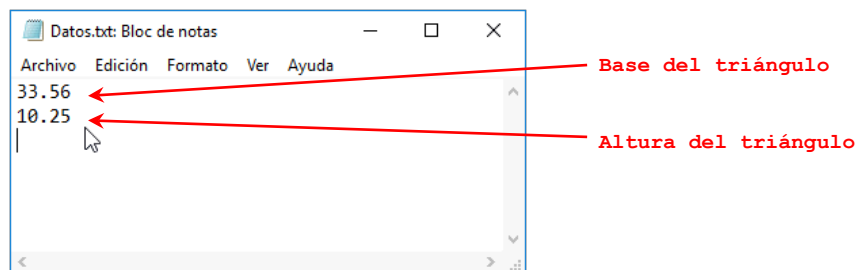 Datos.txt: Bloc de notas
Archivo Edición Formato Ver Ayuda
33.56
10.25
Base del triángulo
Altura del triángulo